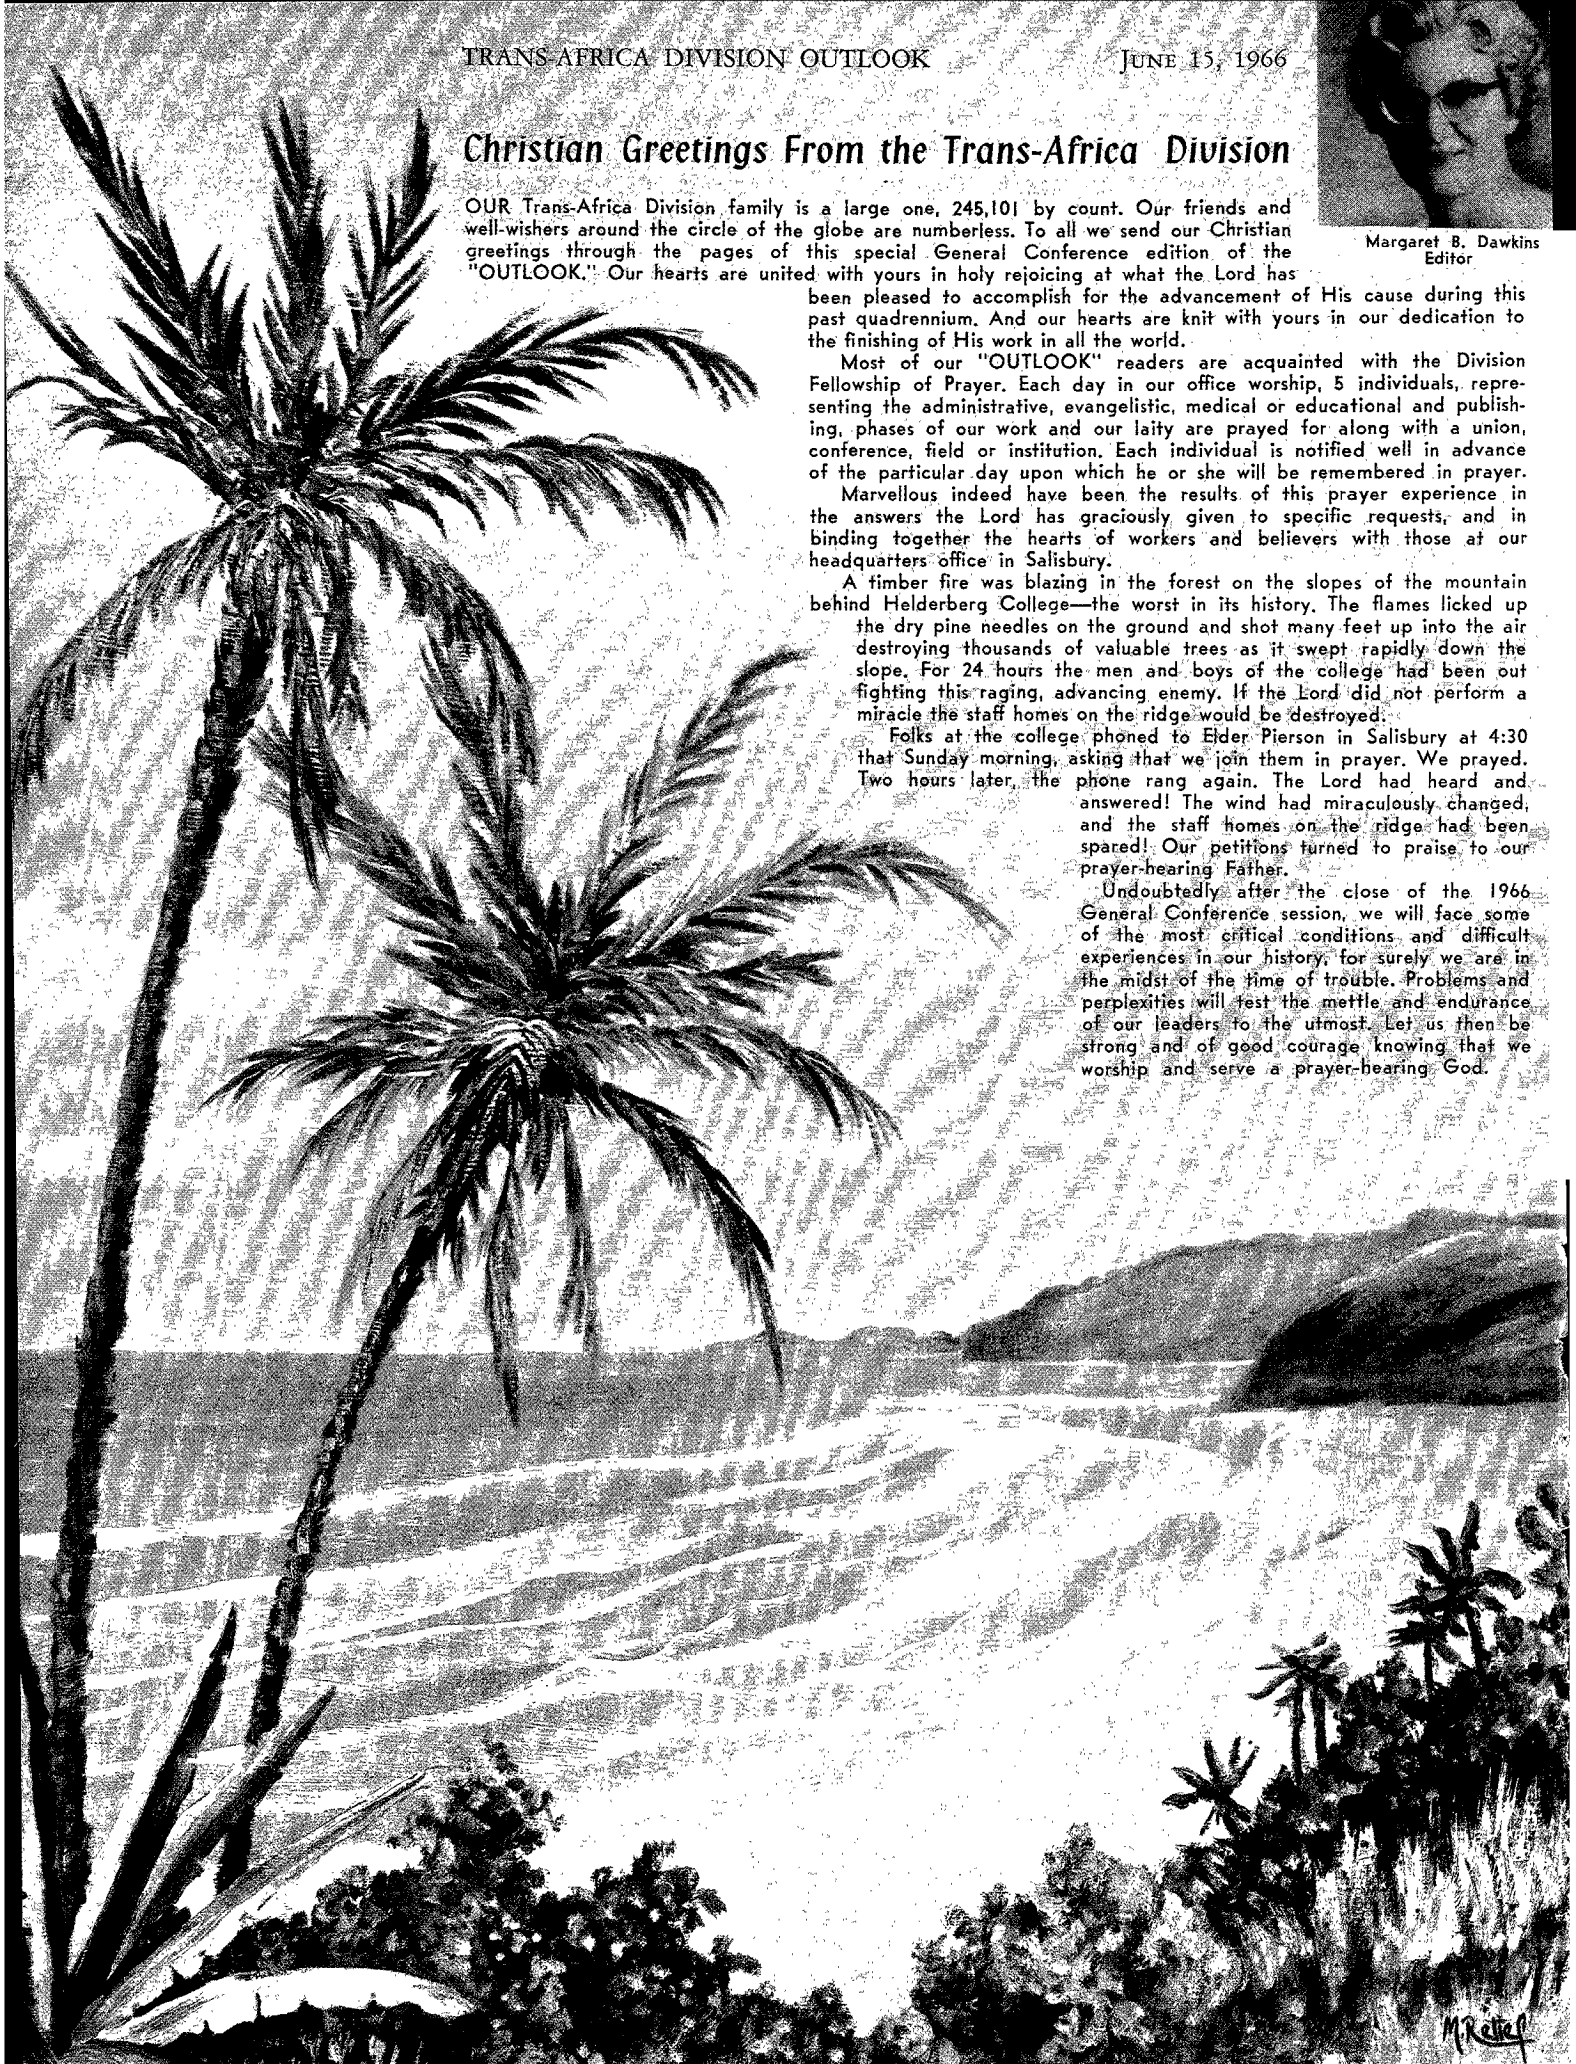 TRANS-AFRICA DIVISION OUTLOOK
JUNE 15, 1966
Christian Greetings From the Trans-Africa Division
Margaret B. Dawkins
Editor
OUR Trans-Africa Division family is a large one, 245,101 by count. Our friends and
well-wishers around the circle of the globe are numberless. To all we send our Christian
greetings through the pages of this special General Conference edition of the
"OUTLOOK." Our hearts are united with yours in holy rejoicing at what the Lord has
been pleased to accomplish for the advancement of His cause during this
past quadrennium. And our hearts are knit with yours in our dedication to
the finishing of His work in all the world.
Most of our "OUTLOOK" readers are acquainted with the Division
Fellowship of Prayer. Each day in our office worship, 5 individuals, repre-
senting the administrative, evangelistic, medical or educational and publish-
ing, phases of our work and our laity are prayed for along with a union,
conference, field or institution. Each individual is notified well in advance
of the particular day upon which he or she will be remembered in prayer.
Marvellous indeed have been the results of this prayer experience in
the answers the Lord has graciously given to specific requests, and in
binding together the hearts of workers and believers with those at our
headquarters office in Salisbury.
A timber fire was blazing in the forest on the slopes of the mountain
behind Helderberg College—the worst in its history. The flames licked up
the dry pine needles on the ground and shot many feet up into the air
destroying thousands of valuable trees as it swept rapidly down the
slope. For 24 hours the men and boys of the college had been out
fighting this raging, advancing enemy. If the Lord did not perform a
miracle the staff homes on the ridge would be destroyed.
Folks at the college phoned to Elder Pierson in Salisbury at 4:30
that Sunday morning, asking that we join them in prayer. We prayed.
Two hours later, the phone rang again. The Lord had heard and
answered! The wind had miraculously changed,
and the staff homes on the ridge had been
spared! Our petitions turned to praise to our
prayer-hearing Father.
Undoubtedly after the close of the 1966
General Conference session, we will face some
of the most critical conditions and difficult
experiences in our history, for surely we are in
the midst of the time of trouble. Problems and
perplexities will test the mettle and endurance
of our leaders to the utmost. Let us then be
strong and of good courage knowing that we
worship and serve a prayer-hearing God.
M. Retief